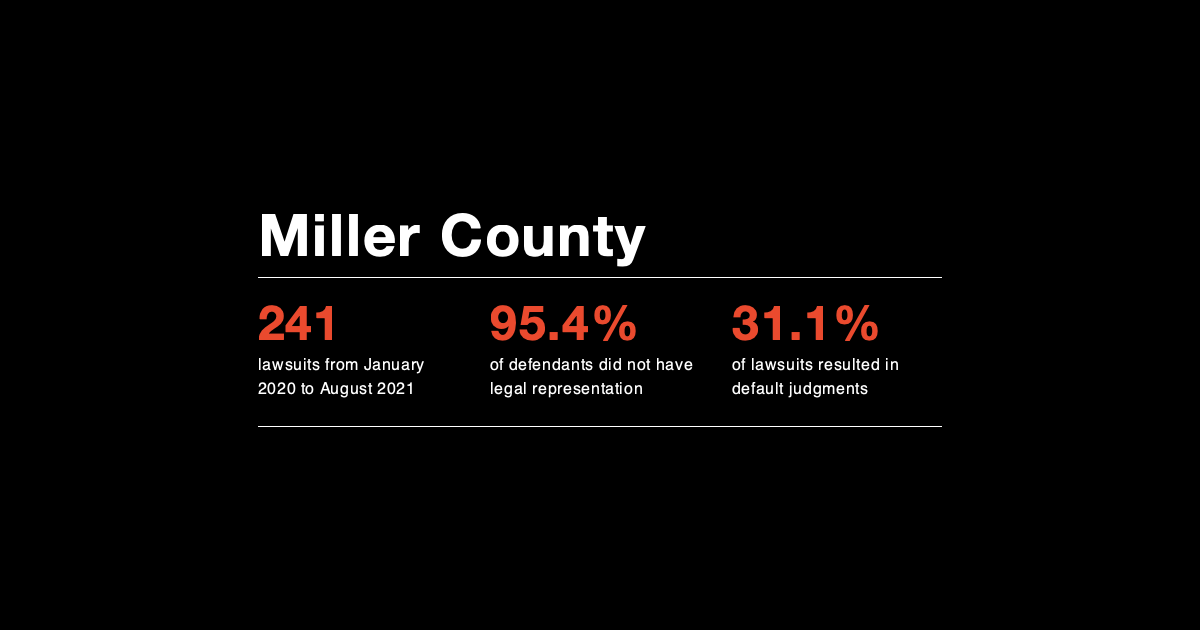 Miller County
241
lawsuits from January
2020 to August 2021
95.4%
of defendants did not have
legal representation
31.1%
of lawsuits resulted in
default judgments